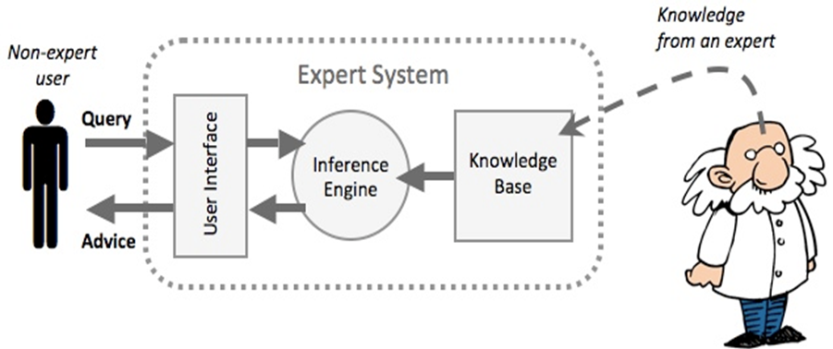 Non-expert
user
Query
Advice
Expert System
User Interface
Inference
Engine
Knowledge
Base
Knowledge
from an expert